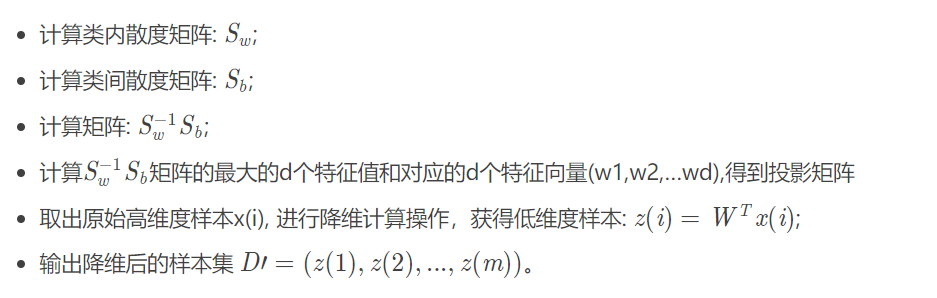 • 计算类内散度矩阵: $S_w$;
• 计算类间散度矩阵: $S_b$;
• 计算矩阵: $S_w^{-1}S_b$;
• 计算$S_w^{-1}S_b$矩阵的最大的d个特征值和对应的d个特征向量(w1,w2,...wd),得到投影矩阵
• 取出原始高维度样本x(i), 进行降维计算操作，获得低维度样本: $z(i) = W^T x(i)$;
• 输出降维后的样本集 $D\prime = (z(1), z(2), ..., z(m))$。